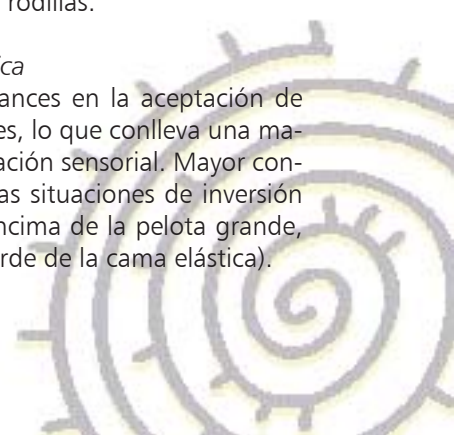 rodillas.
ica
ances en la aceptación de
es, lo que conlleva una ma-
ación sensorial. Mayor con-
as situaciones de inversión
ncima de la pelota grande,
rde de la cama elástica).